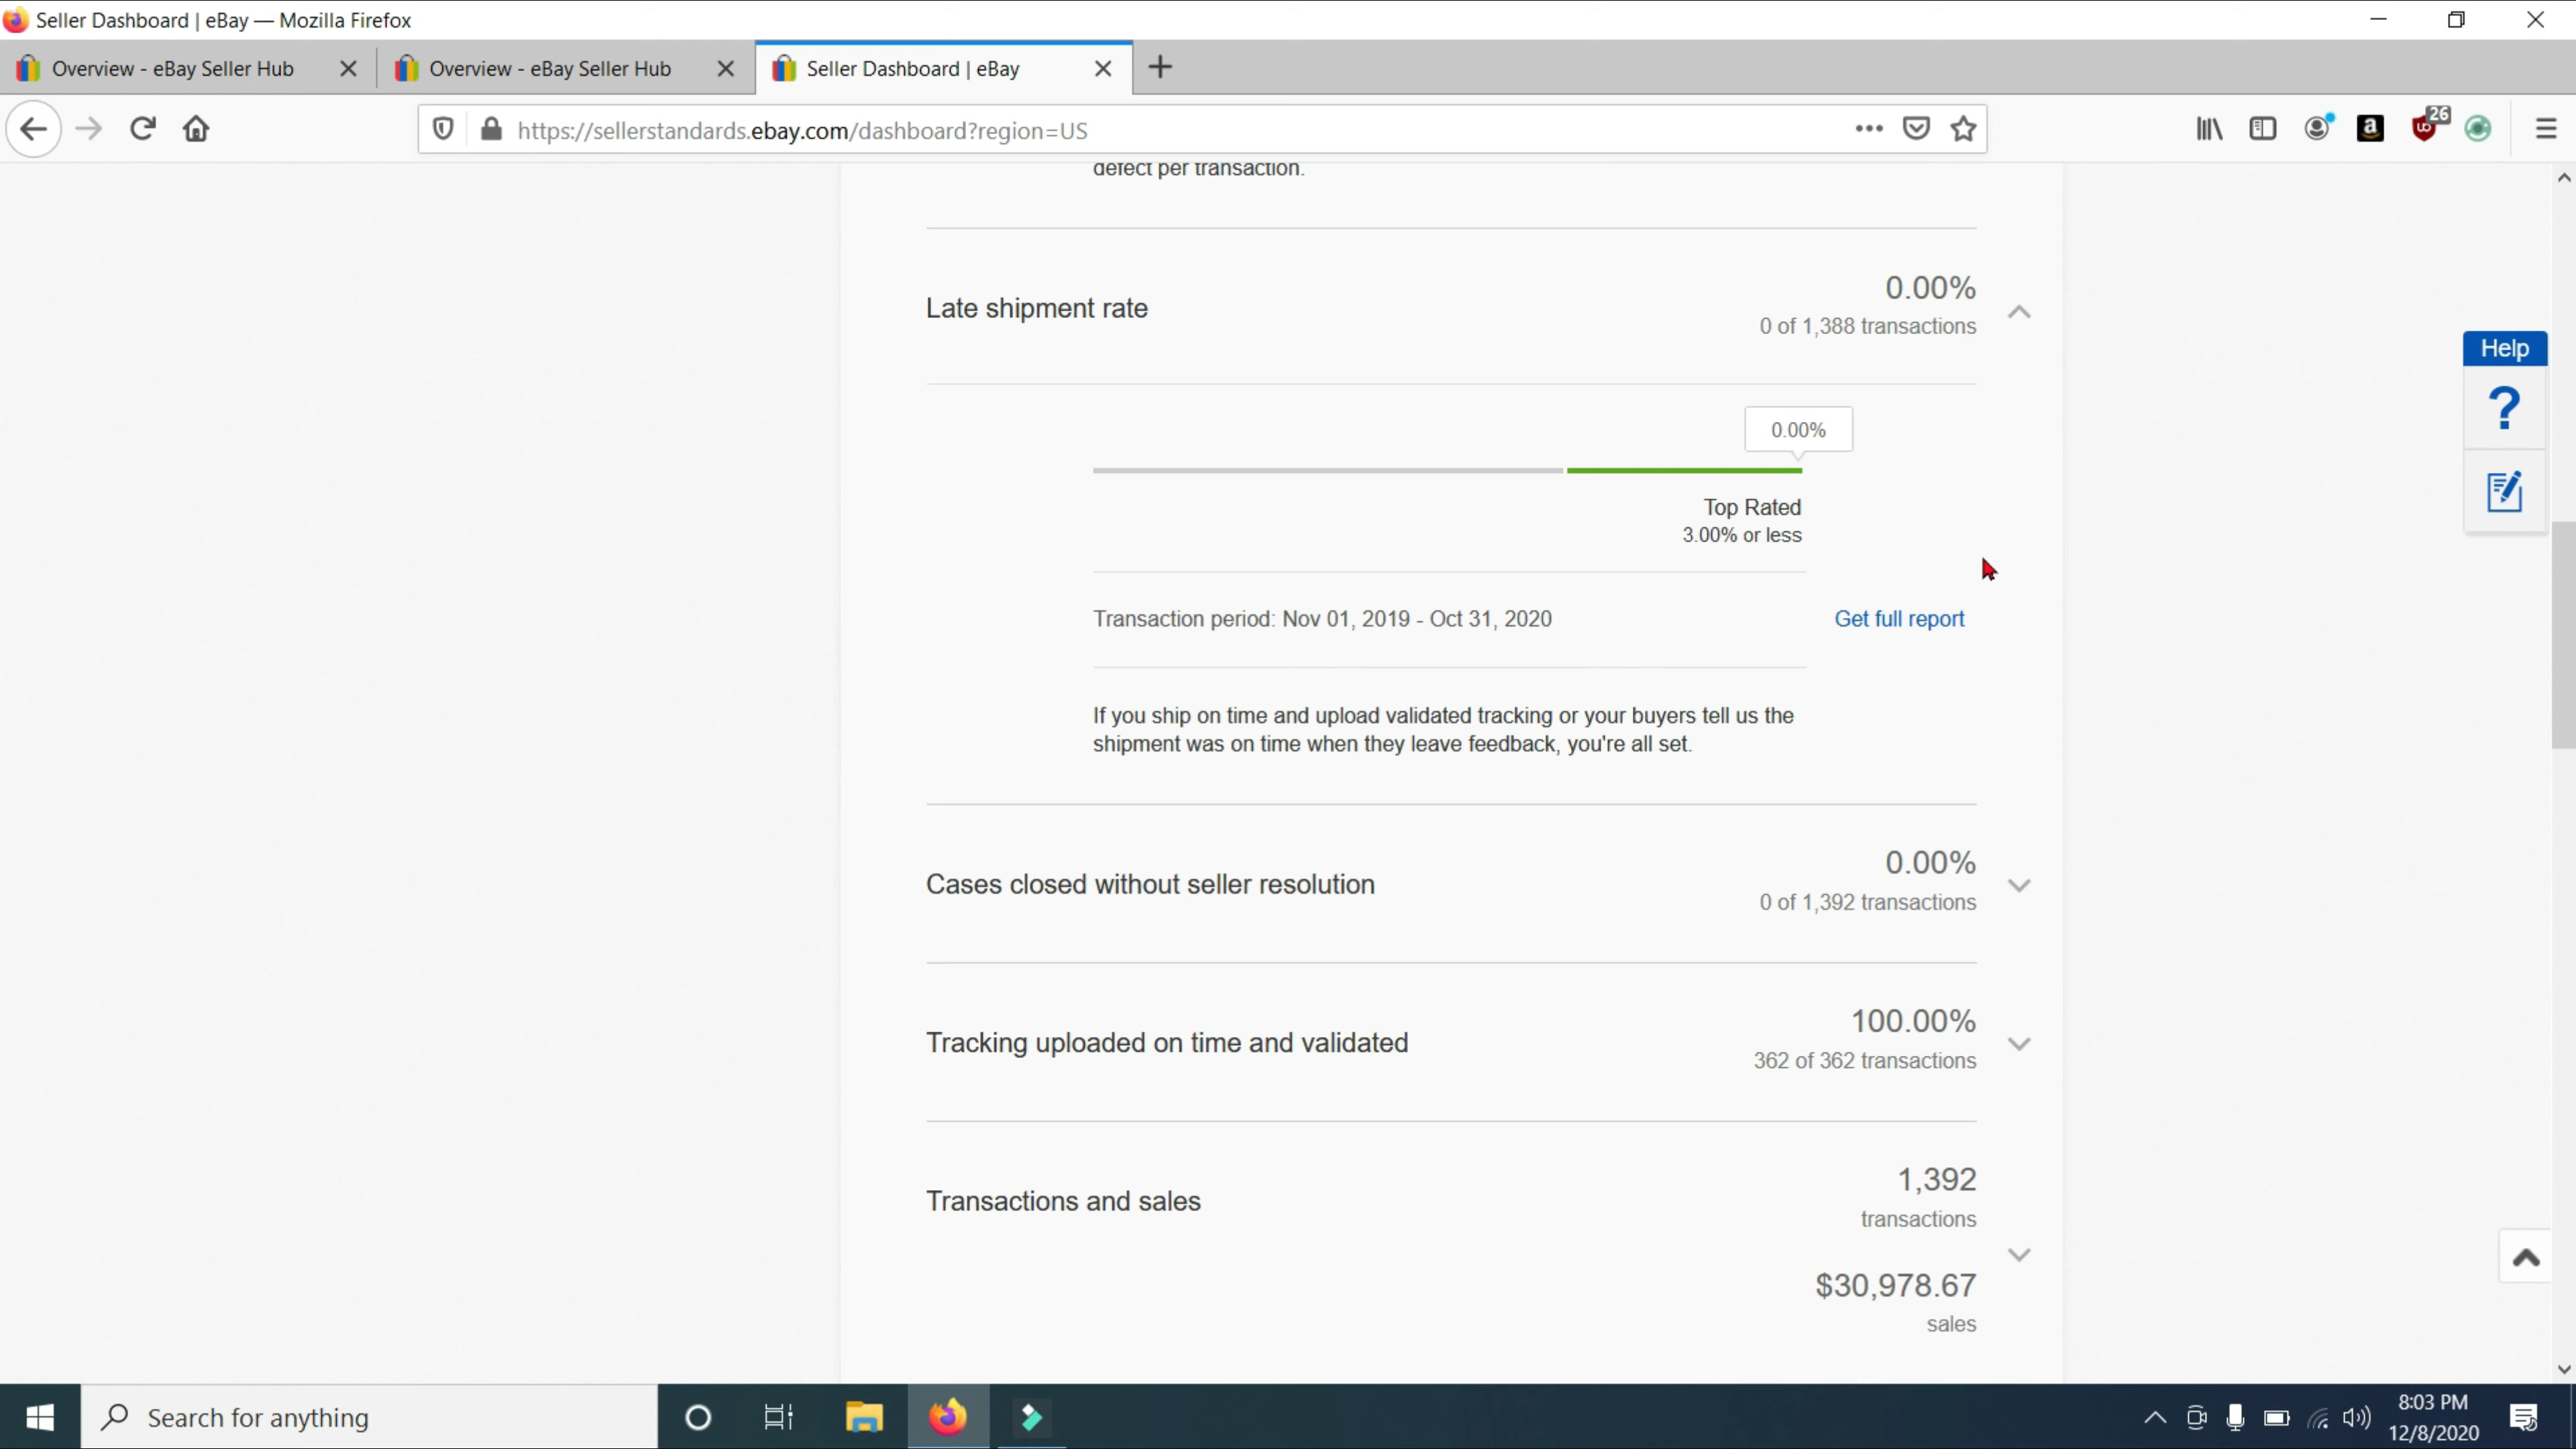 Seller Dashboard | eBay — Mozilla Firefox
Overview - eBay Seller Hub
Overview - eBay Seller Hub
Seller Dashboard | eBay
https://sellerstandards.ebay.com/dashboard?region=US
26
defect per transaction.
Late shipment rate
0.00%
0 of 1,388 transactions
0.00%
Top Rated
3.00% or less
Transaction period: Nov 01, 2019 - Oct 31, 2020
Get full report
If you ship on time and upload validated tracking or your buyers tell us the
shipment was on time when they leave feedback, you're all set.
Cases closed without seller resolution
0.00%
0 of 1,392 transactions
Tracking uploaded on time and validated
100.00%
362 of 362 transactions
Transactions and sales
1,392
transactions
$30,978.67
sales
Help
?
Search for anything
8:03 PM
12/8/2020